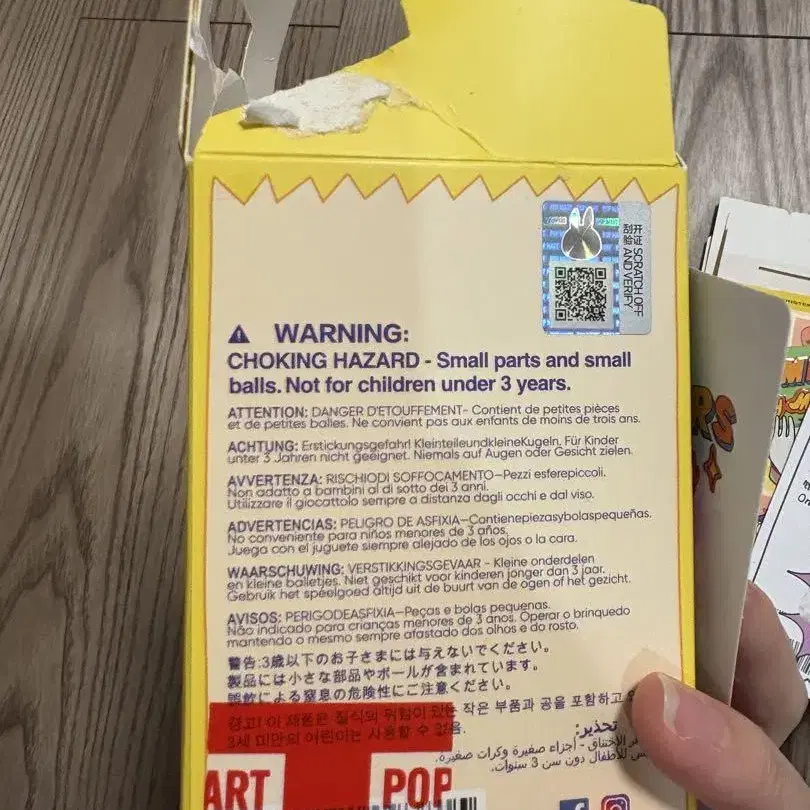 开证 SCRATCH OFF
刮验 AND VERIFY
WARNING:
CHOKING HAZARD - Small parts and small
balls. Not for children under 3 years.
ATTENTION: DANGER D'ETOUFFEMENT- Contient de petites pièces
et de petites balles. Ne convient pas aux enfants de moins de trois ans.
ACHTUNG: Erstickungsgefahr! KleinteileundkleineKugeln. Für Kinder
unter 3 Jahren nicht geeignet. Niemals auf Augen oder Gesicht zielen.
AVVERTENZA: RISCHIODI SOFFOCAMENTO—Pezzi esferepiccoli.
Non adatto a bambini al di sotto dei 3 anni.
Utilizzare il giocattolo sempre a distanza dagli occhi e dal viso.
ADVERTENCIAS: PELIGRO DE ASFIXIA—Contienepiezasybolaspequeñas.
No conveniente para niños menores de 3 años.
Juega con el juguete siempre alejado de los ojos o la cara.
WAARSCHUWING: VERSTIKKINGSGEVAAR - Kleine onderdelen
en kleine balletjes. Niet geschikt voor kinderen jonger dan 3 jaar.
Gebruik het speelgoed altijd uit de buurt van de ogen of het gezicht.
AVISOS: PERIGODEASFIXIA—Peças e bolas pequenas.
Não indicado para crianças menores de 3 anos. Operar o brinquedo
mantendo o mesmo sempre afastado dos olhos e do rosto.
警告:3歳以下のお子さまには与えないでください。
製品には小さな部品やボールが含まれています。
誤飲による窒息の危険性にご注意ください。
경고! 이 제품은 질식의 위험이 있는 작은 부품과 공을 포함하고
3세 미만의 어린이는 사용할 수 없음.
تحذير:
الاختناق - أجزاء صغيرة وكرات صغيرة.
للأطفال دون سن 3 سنوات.
ART POP
RS